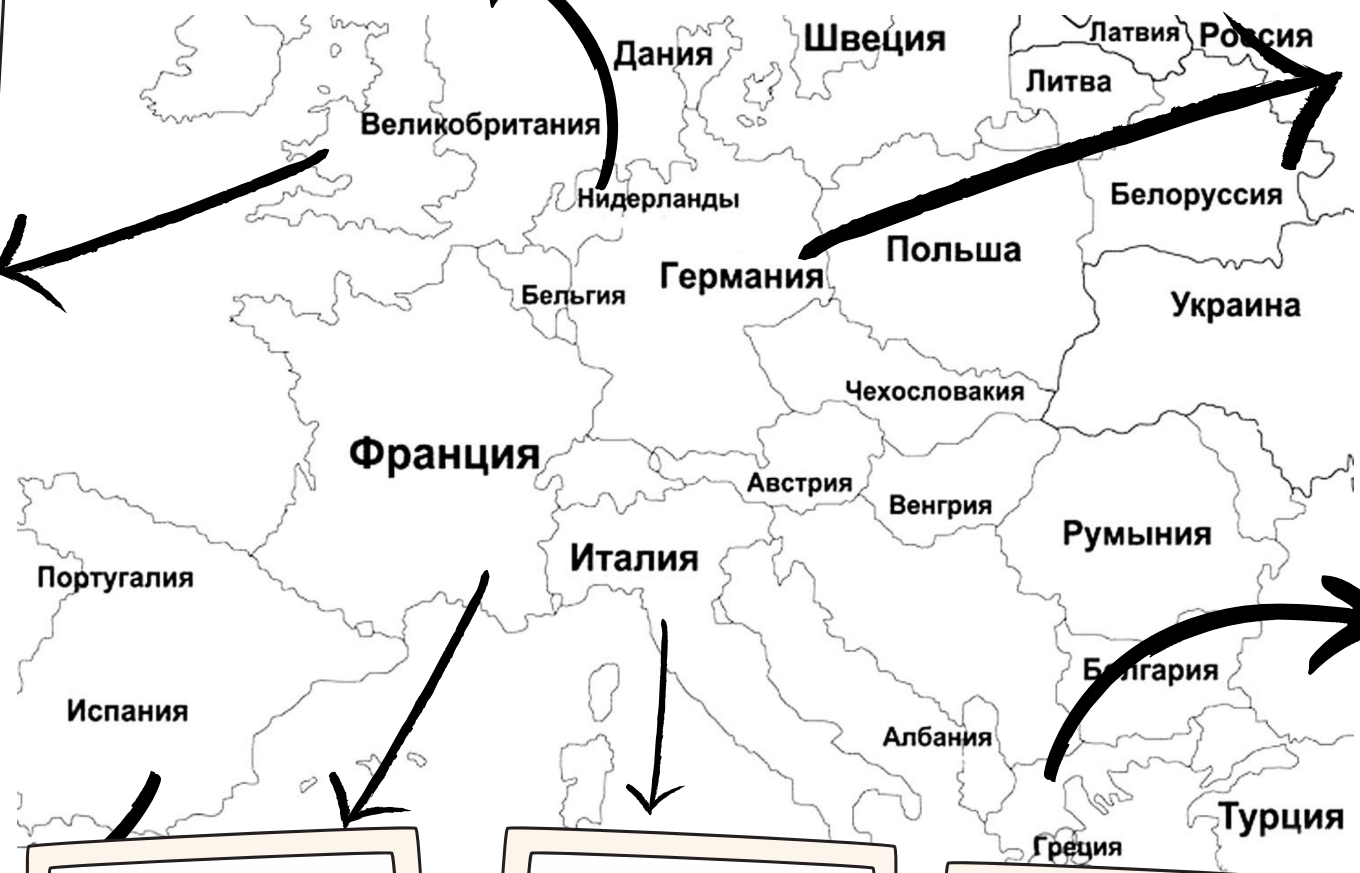 Латвия
Россия
Швеция
Дания
Литва
Великобритания
Белоруссия
Нидерланды
Польша
Германия
Бельгия
Украина
Чехословакия
Франция
Австрия
Венгрия
Румыния
Италия
Португалия
Болгария
Испания
Албания
Турция
Греция